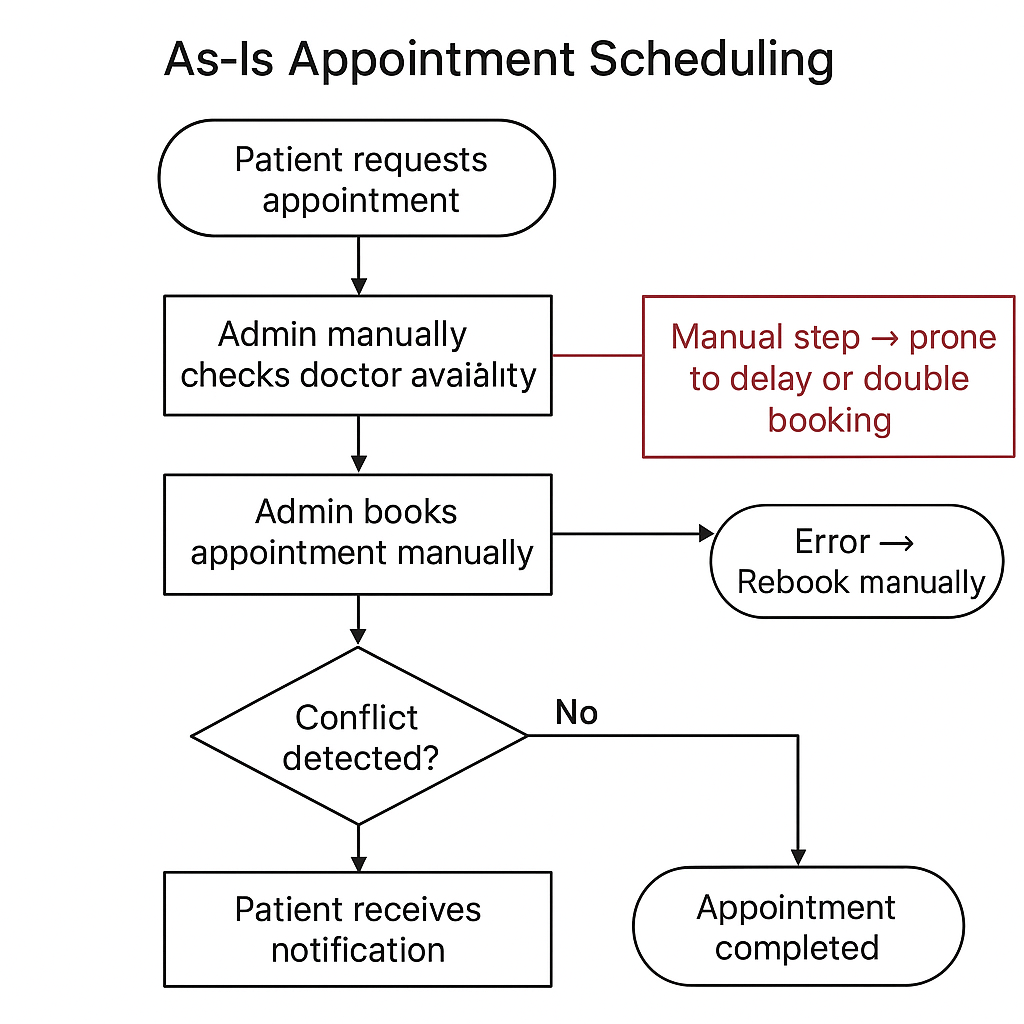 As-Is Appointment Scheduling
Patient requests
appointment
Admin manually
checks doctor avaiàlıty
Manual step → prone
to delay or double
booking
Admin books
appointment manually
Error →
Rebook manually
Conflict
detected?
No
Patient receives
notification
Appointment
completed